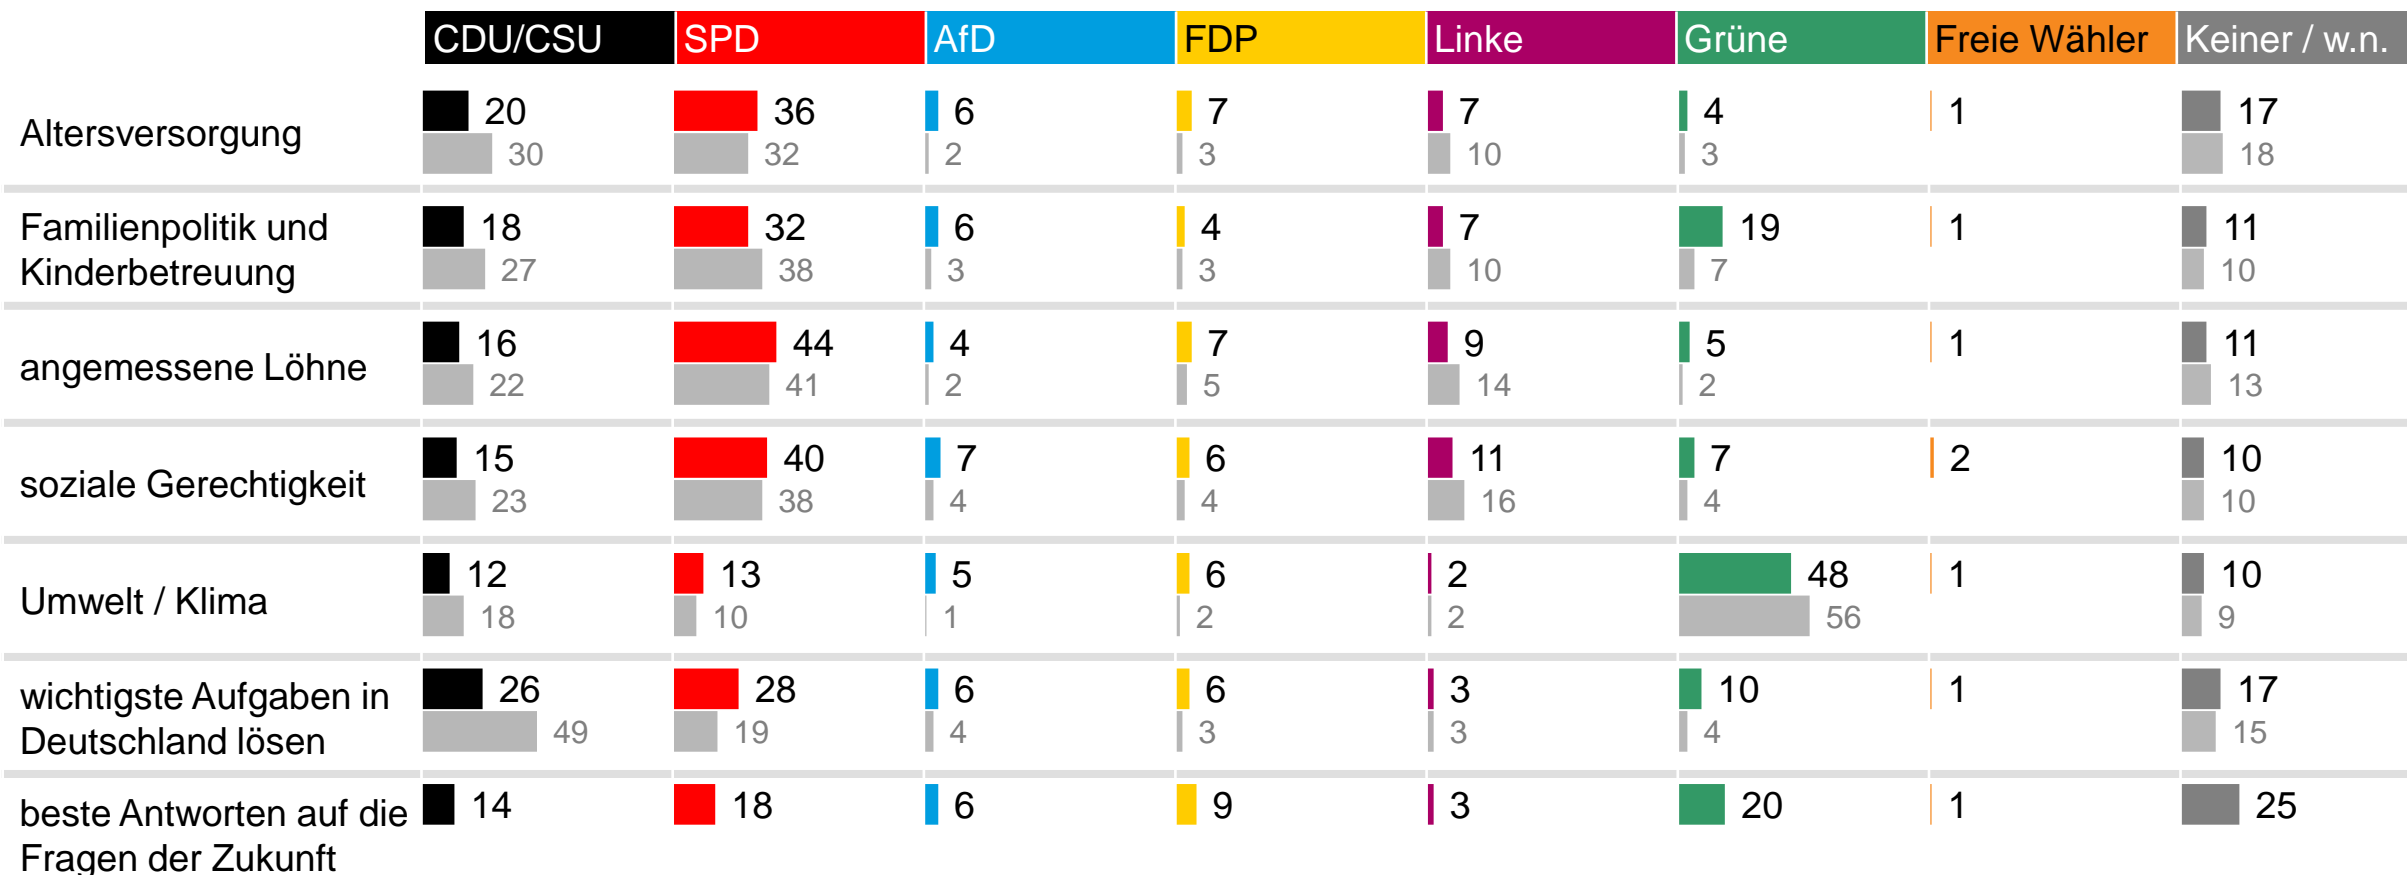 CDU/CSU SPD AfD FDP Linke Grüne Freie Wähler Keiner / w.n.
Altersversorgung
20 36 6 7 7 4 1 17
30 32 2 3 10 3 18
Familienpolitik und
Kinderbetreuung
18 32 6 4 7 19 1 11
27 38 3 3 10 7 10
angemessene Löhne
16 44 4 7 9 5 1 11
22 41 2 5 14 2 13
soziale Gerechtigkeit
15 40 7 6 11 7 2 10
23 38 4 4 16 4 10
Umwelt / Klima
12 13 5 6 2 48 1 10
18 10 1 2 2 56 9
wichtigste Aufgaben in
Deutschland lösen
26 28 6 6 3 10 1 17
49 19 4 3 3 4 15
beste Antworten auf die
Fragen der Zukunft
14 18 6 9 3 20 1 25